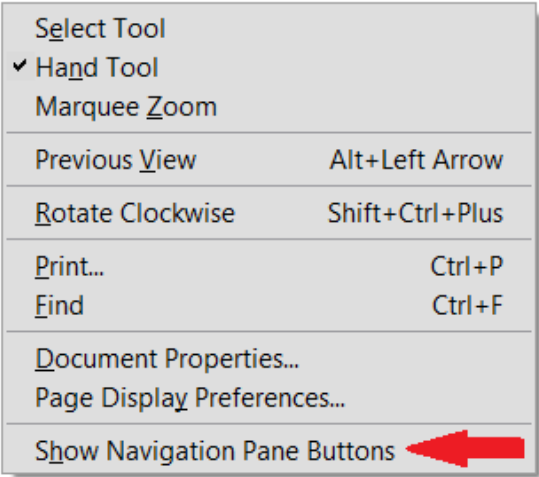 Select Tool
Hand Tool
Marquee Zoom
Previous View Alt+Left Arrow
Rotate Clockwise Shift+Ctrl+Plus
Print... Ctrl+P
Find Ctrl+F
Document Properties...
Page Display Preferences...
Show Navigation Pane Buttons